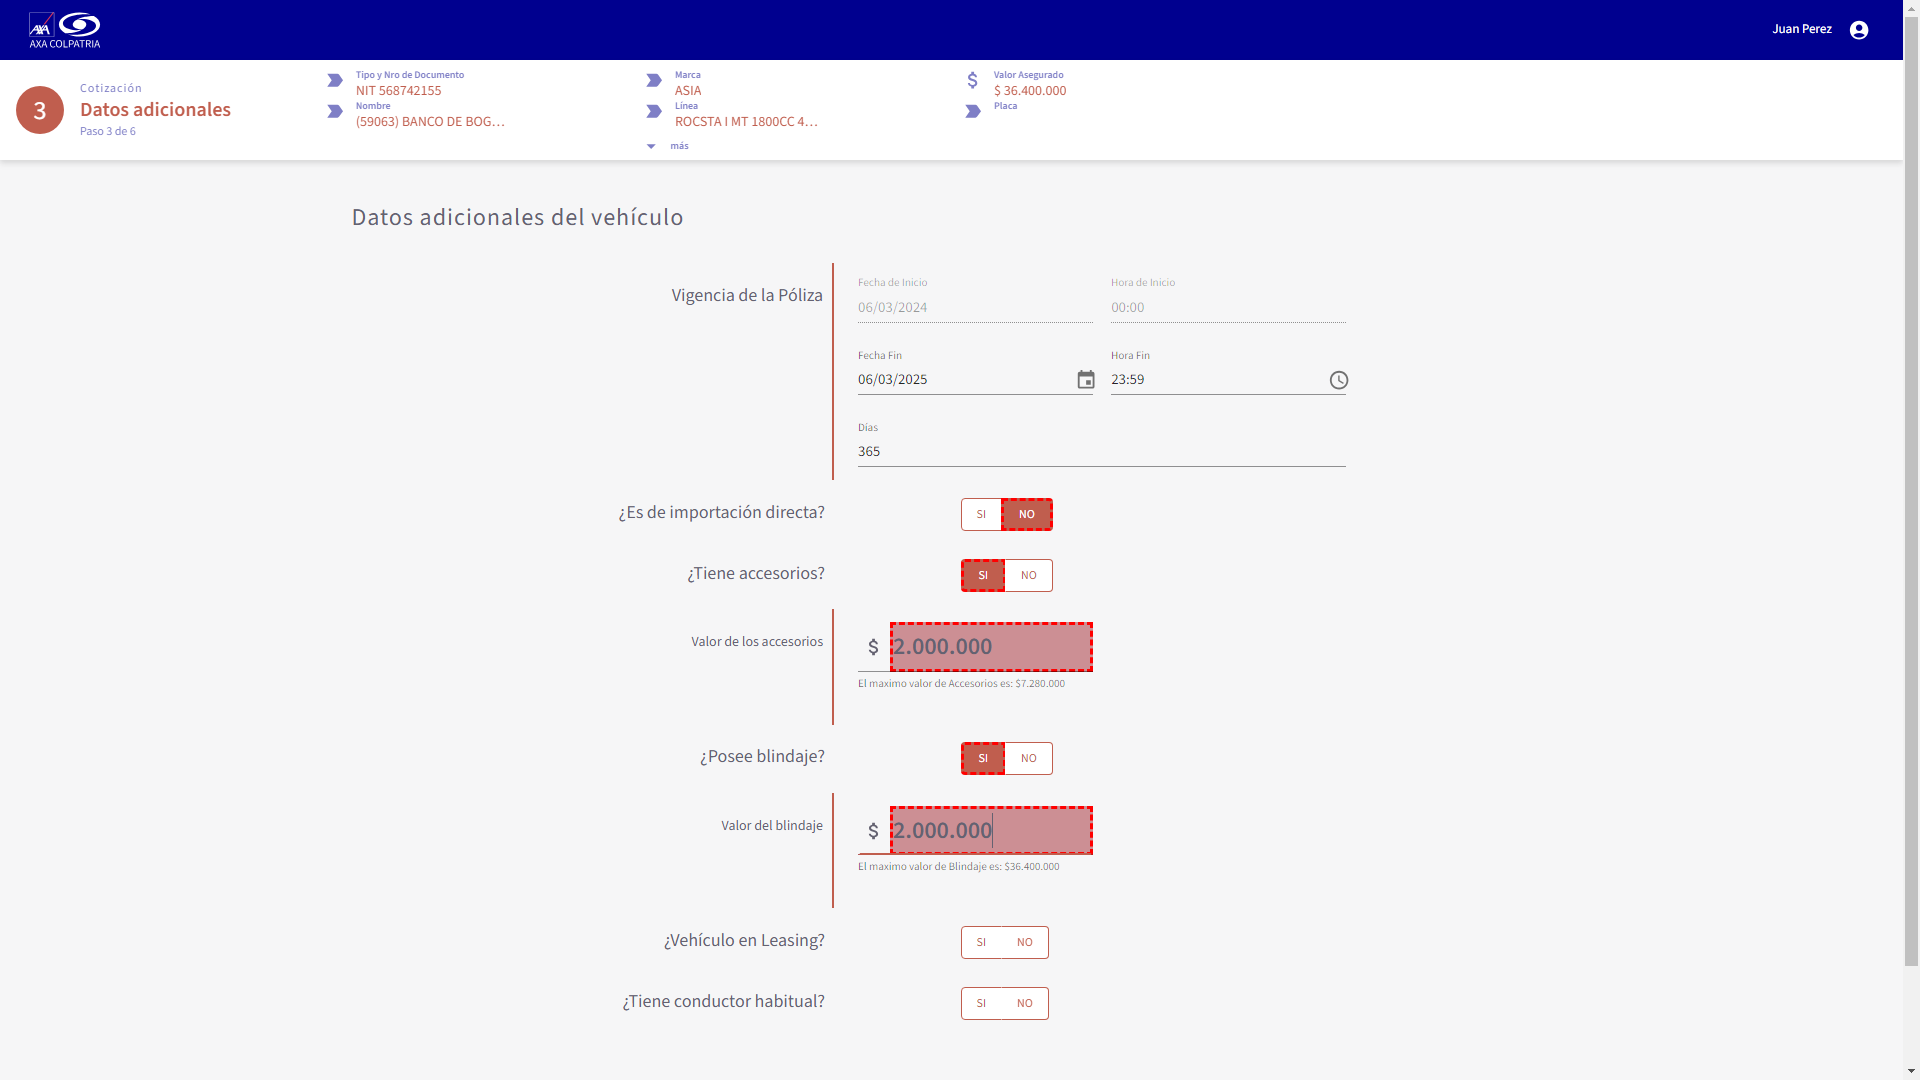 AXA
AXA COLPATRIA
Juan Perez
3
Cotización
Datos adicionales
Paso 3 de 6
Tipo y Nro de Documento
NIT 568742155
Nombre
(59063) BANCO DE BOG...
Marca
ASIA
Línea
ROCSTA I MT 1800CC 4...
más
Valor Asegurado
$ 36.400.000
Placa
Datos adicionales del vehículo
Vigencia de la Póliza
Fecha de Inicio
06/03/2024
Hora de Inicio
00:00
Fecha Fin
06/03/2025
Hora Fin
23:59
Días
365
¿Es de importación directa?
SI NO
¿Tiene accesorios?
SI NO
Valor de los accesorios
$ 2.000.000
El maximo valor de Accesorios es: $7.280.000
¿Posee blindaje?
SI NO
Valor del blindaje
$ 2.000.000
El maximo valor de Blindaje es: $36.400.000
¿Vehículo en Leasing?
SI NO
¿Tiene conductor habitual?
SI NO